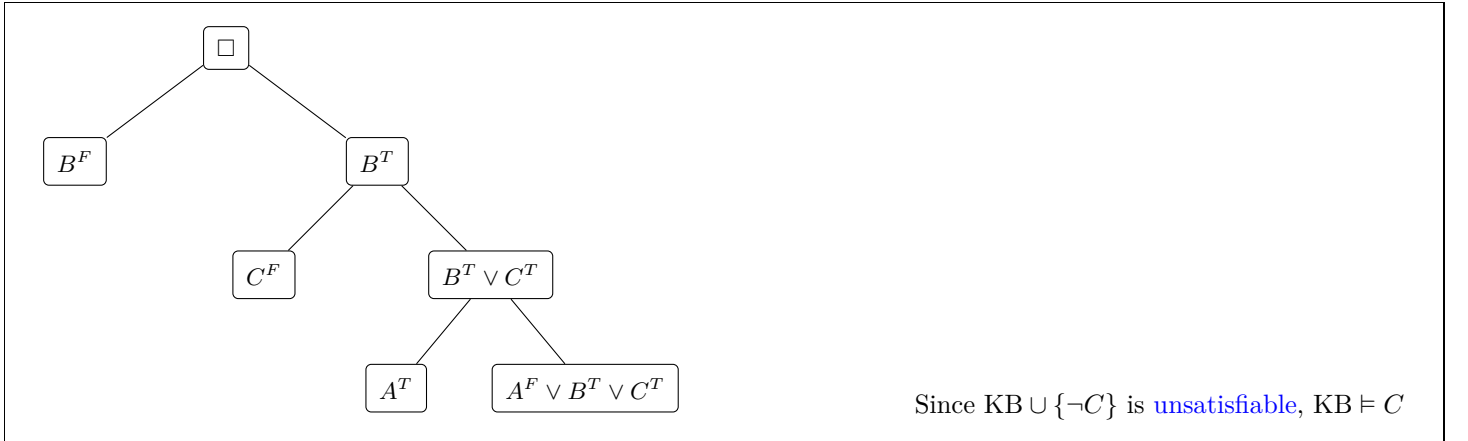 □
B^F
B^T
C^F
B^T ∨ C^T
A^T
A^F ∨ B^T ∨ C^T
Since KB ∪ {¬C} is unsatisfiable, KB ⊨ C